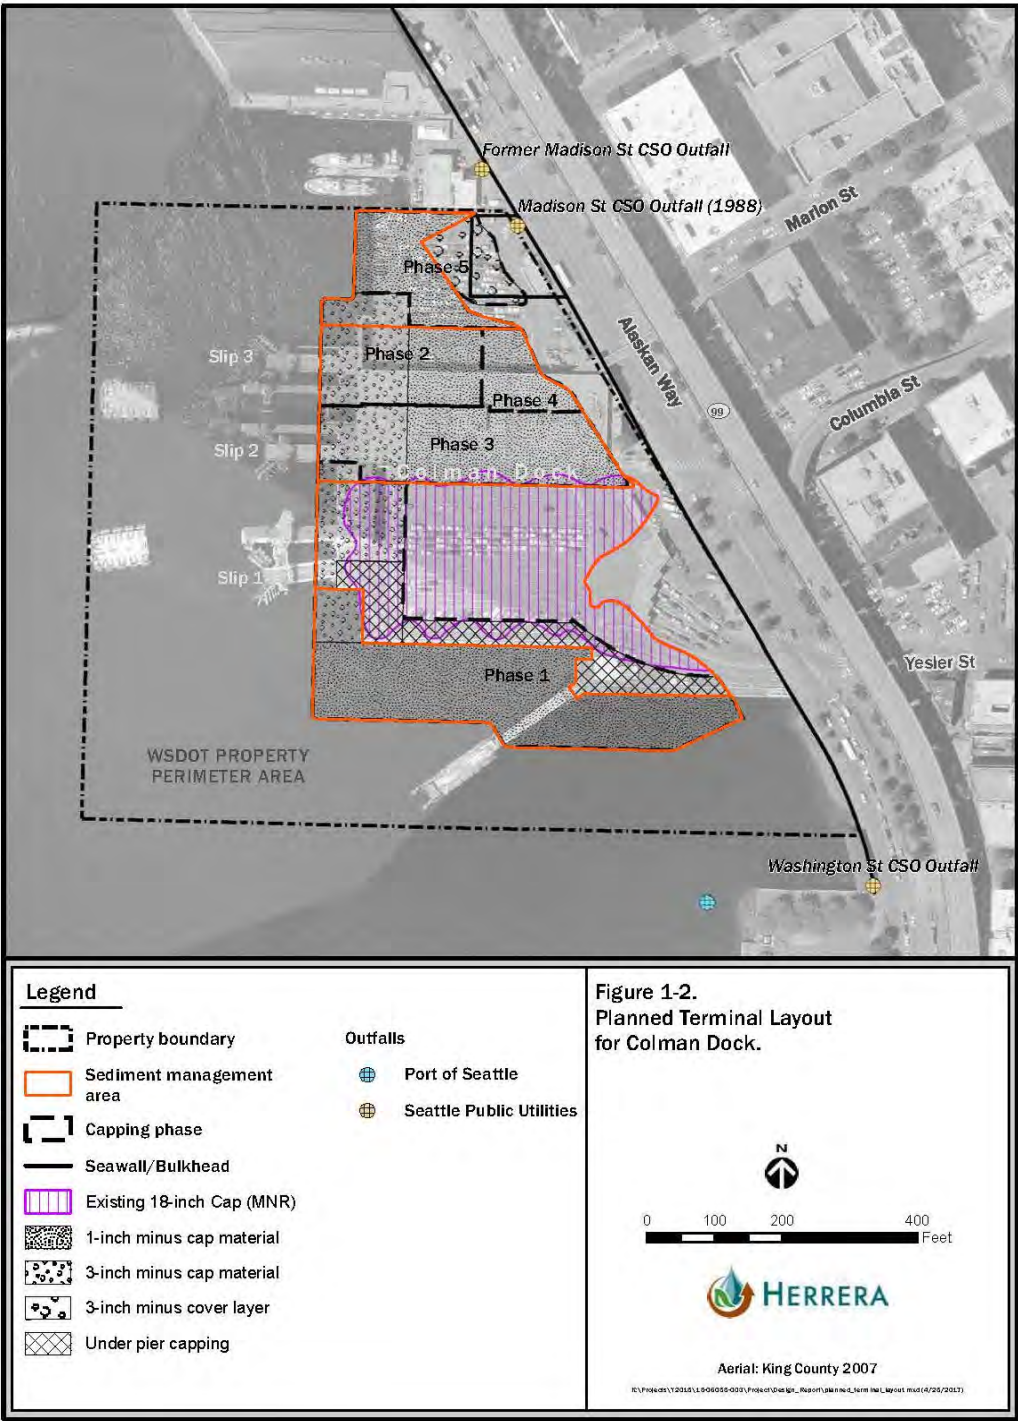 Former Madison St CSO Outfall
Madison St CSO Outfall (1988)
Marion St
Phase 5
Alaskan Way
Slip 3
Phase 2
Columbia St
Phase 4
99
Slip 2
Phase 3
Colman Dock
Slip 1
Yesler St
Phase 1
WSDOT PROPERTY
PERIMETER AREA
Washington St CSO Outfall
Legend
Property boundary
Sediment management
area
Capping phase
Seawall/Bulkhead
Existing 18-inch Cap (MNR)
1-inch minus cap material
3-inch minus cap material
3-inch minus cover layer
Under pier capping
Outfalls
Port of Seattle
Seattle Public Utilities
Figure 1-2.
Planned Terminal Layout
for Colman Dock.
N
0 100 200 400
Feet
HERRERA
Aerial: King County 2007